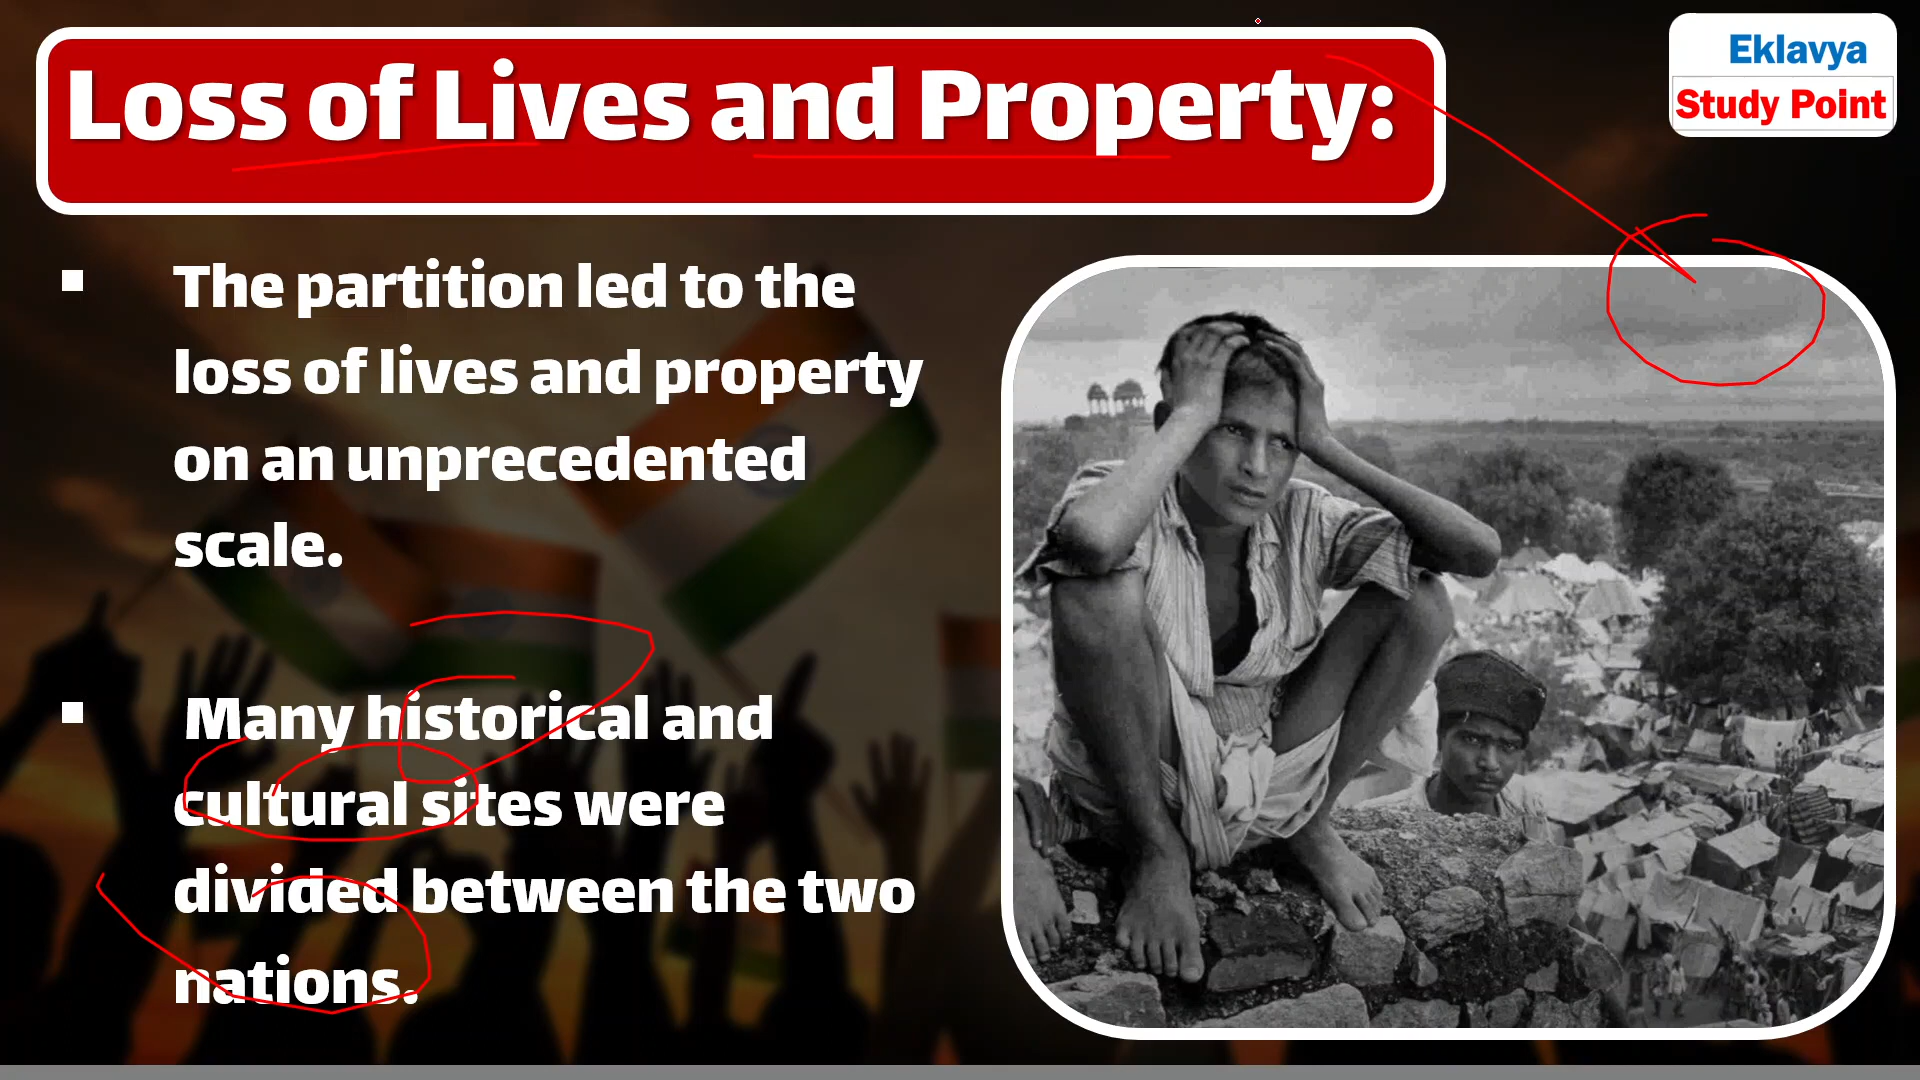 Loss of Lives and Property:
Eklavya
Study Point
The partition led to the
loss of lives and property
on an unprecedented
scale.
Many historical and
cultural sites were
divided between the two
nations.